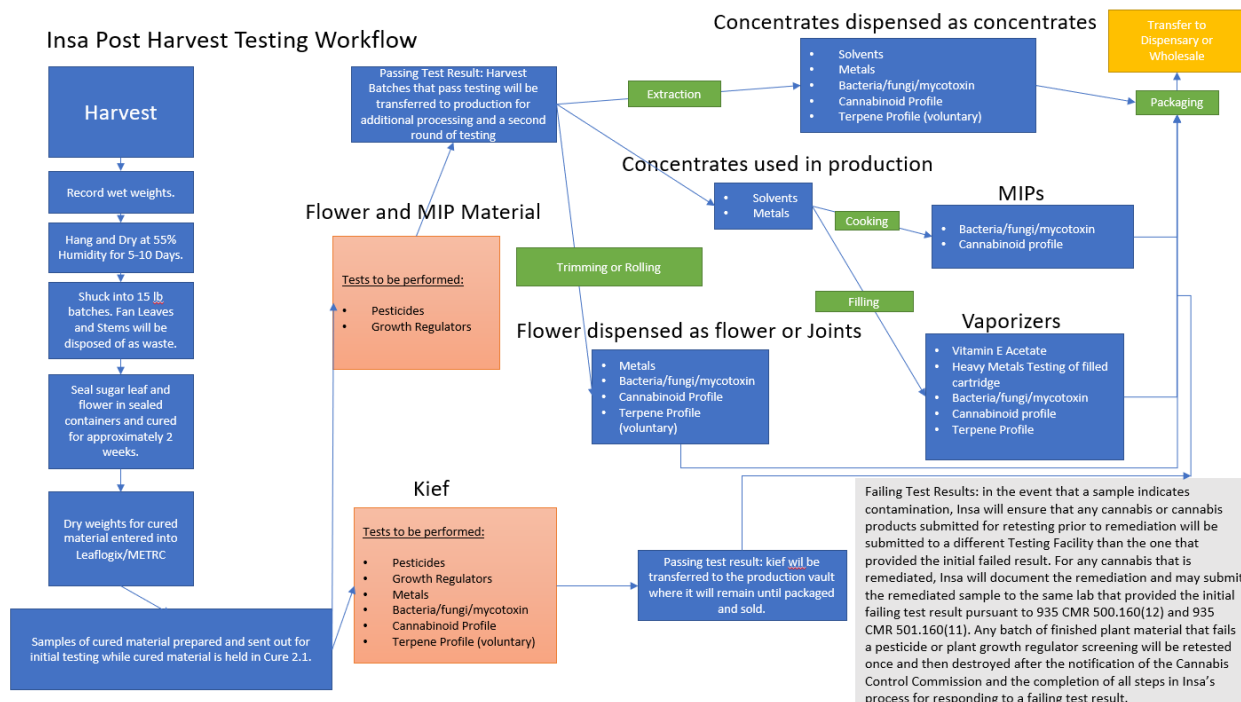 Insa Post Harvest Testing Workflow
Harvest
Record wet weights.
Hang and Dry at 55%
Humidity for 5-10 Days.
Shuck into 15 lb
batches. Fan Leaves
and Stems will be
disposed of as waste.
Seal sugar leaf and
flower in sealed
containers and cured
for approximately 2
weeks.
Dry weights for cured
material entered into
Leaflogix/METRC
Samples of cured material prepared and sent out for
initial testing while cured material is held in Cure 2.1.
Flower and MIP Material
Tests to be performed:
• Pesticides
• Growth Regulators
Passing Test Result: Harvest
Batches that pass testing will be
transferred to production for
additional processing and a second
round of testing
Extraction
Concentrates dispensed as concentrates
• Solvents
• Metals
• Bacteria/fungi/mycotoxin
• Cannabinoid Profile
• Terpene Profile (voluntary)
Transfer to
Dispensary or
Wholesale
Packaging
Concentrates used in production
• Solvents
• Metals
Cooking
MIPs
• Bacteria/fungi/mycotoxin
• Cannabinoid profile
Trimming or Rolling
Filling
Flower dispensed as flower or Joints
• Metals
• Bacteria/fungi/mycotoxin
• Cannabinoid Profile
• Terpene Profile
(voluntary)
Vaporizers
• Vitamin E Acetate
• Heavy Metals Testing of filled
cartridge
• Bacteria/fungi/mycotoxin
• Cannabinoid profile
• Terpene Profile
Kief
Tests to be performed:
• Pesticides
• Growth Regulators
• Metals
• Bacteria/fungi/mycotoxin
• Cannabinoid Profile
• Terpene Profile (voluntary)
Passing test result: kief wil be
transferred to the production vault
where it will remain until packaged
and sold.
Failing Test Results: in the event that a sample indicates
contamination, Insa will ensure that any cannabis or cannabis
products submitted for retesting prior to remediation will be
submitted to a different Testing Facility than the one that
provided the initial failed result. For any cannabis that is
remediated, Insa will document the remediation and may submit
the remediated sample to the same lab that provided the initial
failing test result pursuant to 935 CMR 500.160(12) and 935
CMR 501.160(11). Any batch of finished plant material that fails
a pesticide or plant growth regulator screening will be retested
once and then destroyed after the notification of the Cannabis
Control Commission and the completion of all steps in Insa's
process for responding to a failing test result.